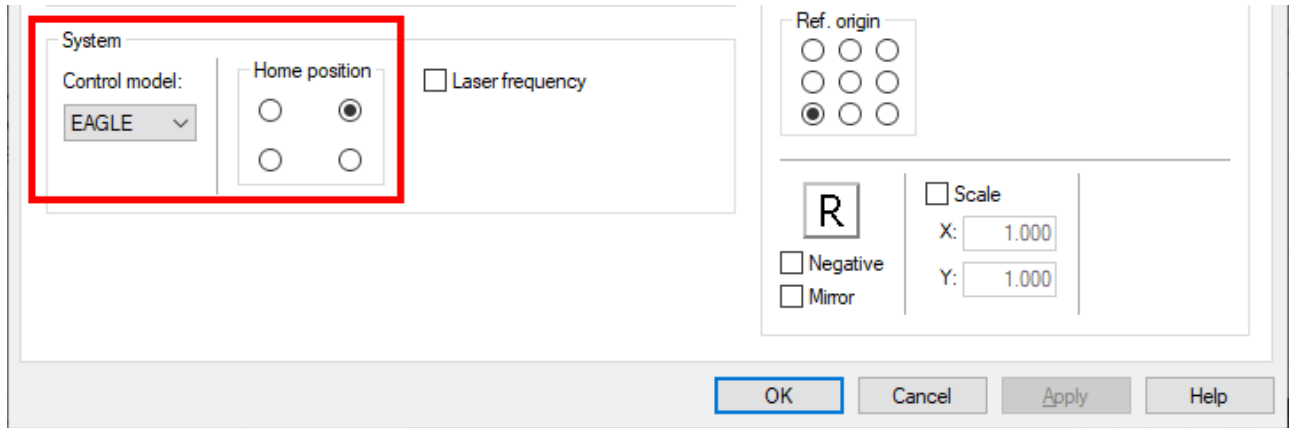 System
Control model:
EAGLE
Home position
Laser frequency
Ref. origin
R
Negative
Mirror
Scale
X: 1.000
Y: 1.000
OK
Cancel
Apply
Help